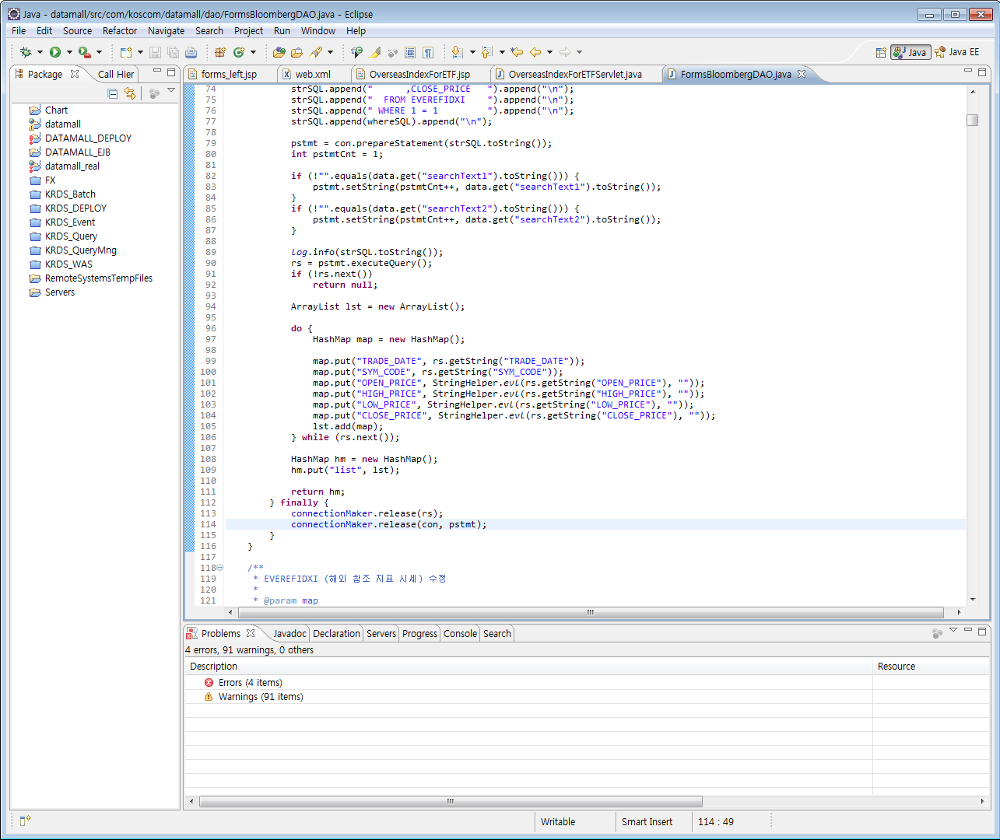 Java - datamall/src/com/koscom/datamall/dao/FormsBloombergDAO.java - Eclipse
File Edit Source Refactor Navigate Search Project Run Window Help
Java Java EE
Package Call Hier
forms_left.jsp web.xml OverseasIndexForETF.jsp OverseasIndexForETFServlet.java FormsBloombergDAO.java
Chart
datamall
DATAMALL_DEPLOY
DATAMALL_EJB
datamall_real
FX
KRDS_Batch
KRDS_DEPLOY
KRDS_Event
KRDS_Query
KRDS_QueryMng
KRDS_WAS
RemoteSystemsTempFiles
Servers
74 strSQL.append("      ,CLOSE_PRICE   ").append("\n");
75 strSQL.append("  FROM EVEREFIDXI    ").append("\n");
76 strSQL.append(" WHERE 1 = 1         ").append("\n");
77 strSQL.append(whereSQL).append("\n");
78
79 pstmt = con.prepareStatement(strSQL.toString());
80 int pstmtCnt = 1;
81
82 if (!"".equals(data.get("searchText1").toString())) {
83 pstmt.setString(pstmtCnt++, data.get("searchText1").toString());
84 }
85 if (!"".equals(data.get("searchText2").toString())) {
86 pstmt.setString(pstmtCnt++, data.get("searchText2").toString());
87 }
88
89 log.info(strSQL.toString());
90 rs = pstmt.executeQuery();
91 if (!rs.next())
92 return null;
93
94 ArrayList lst = new ArrayList();
95
96 do {
97 HashMap map = new HashMap();
98
99 map.put("TRADE_DATE", rs.getString("TRADE_DATE"));
100 map.put("SYM_CODE", rs.getString("SYM_CODE"));
101 map.put("OPEN_PRICE", StringHelper.evl(rs.getString("OPEN_PRICE"), ""));
102 map.put("HIGH_PRICE", StringHelper.evl(rs.getString("HIGH_PRICE"), ""));
103 map.put("LOW_PRICE", StringHelper.evl(rs.getString("LOW_PRICE"), ""));
104 map.put("CLOSE_PRICE", StringHelper.evl(rs.getString("CLOSE_PRICE"), ""));
105 lst.add(map);
106 } while (rs.next());
107
108 HashMap hm = new HashMap();
109 hm.put("list", lst);
110
111 return hm;
112 } finally {
113 connectionMaker.release(rs);
114 connectionMaker.release(con, pstmt);
115 }
116 }
117
118 /**
119 * EVEREFIDXI (해외 참조 지표 시세) 수정
120 *
121 * @param map
Problems Javadoc Declaration Servers Progress Console Search
4 errors, 91 warnings, 0 others
Description Resource
Errors (4 items)
Warnings (91 items)
Writable Smart Insert 114 : 49